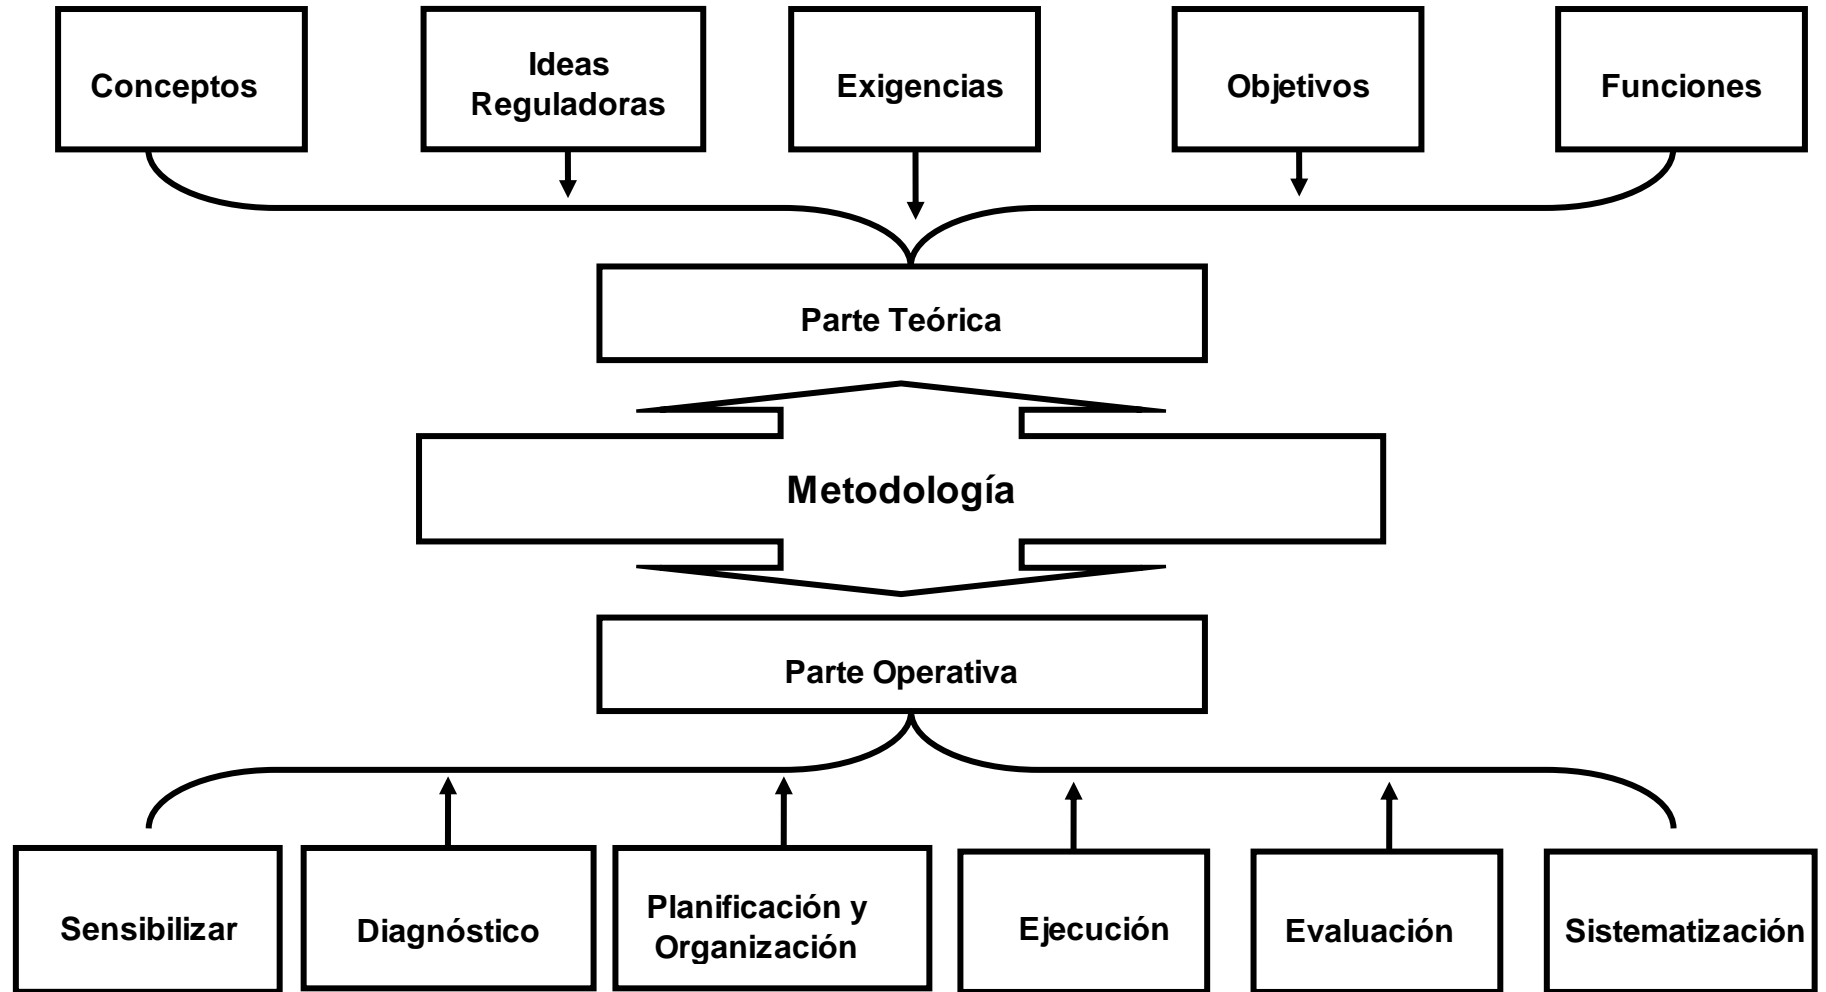 Conceptos
Ideas
Reguladoras
Exigencias
Objetivos
Funciones
Parte Teórica
Metodología
Parte Operativa
Sensibilizar
Diagnóstico
Planificación y
Organización
Ejecución
Evaluación
Sistematización